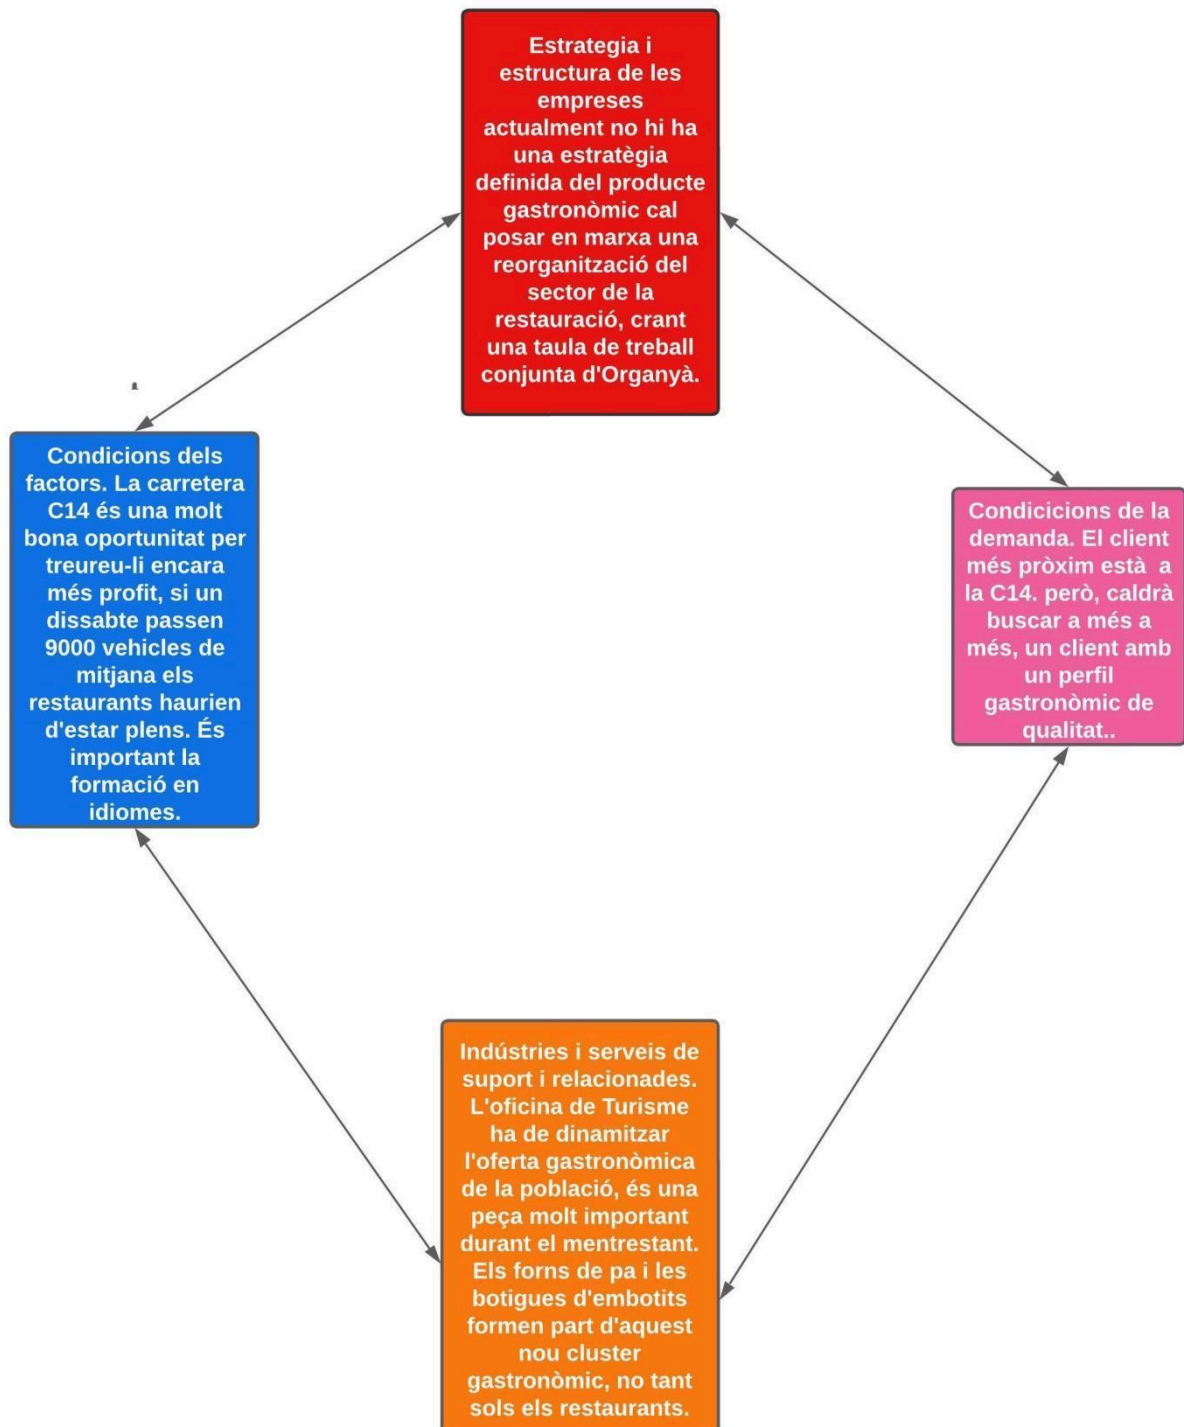 Estrategia i
estructura de les
empreses
actualment no hi ha
una estratègia
definida del producte
gastronòmic cal
posar en marxa una
reorganització del
sector de la
restauració, crant
una taula de treball
conjunta d'Organyà.
Condicions dels
factors. La carretera
C14 és una molt
bona oportunitat per
treureu-li encara
més profit, si un
dissabte passen
9000 vehicles de
mitjana els
restaurants haurien
d'estar plens. És
important la
formació en
idiomes.
Condicicions de la
demanda. El client
més pròxim està  a
la C14. però, caldrà
buscar a més a
més, un client amb
un perfil
gastronòmic de
qualitat..
Indústries i serveis de
suport i relacionades.
L'oficina de Turisme
ha de dinamitzar
l'oferta gastronòmica
de la població, és una
peça molt important
durant el mentrestant.
Els forns de pa i les
botigues d'embotits
formen part d'aquest
nou cluster
gastronòmic, no tant
sols els restaurants.